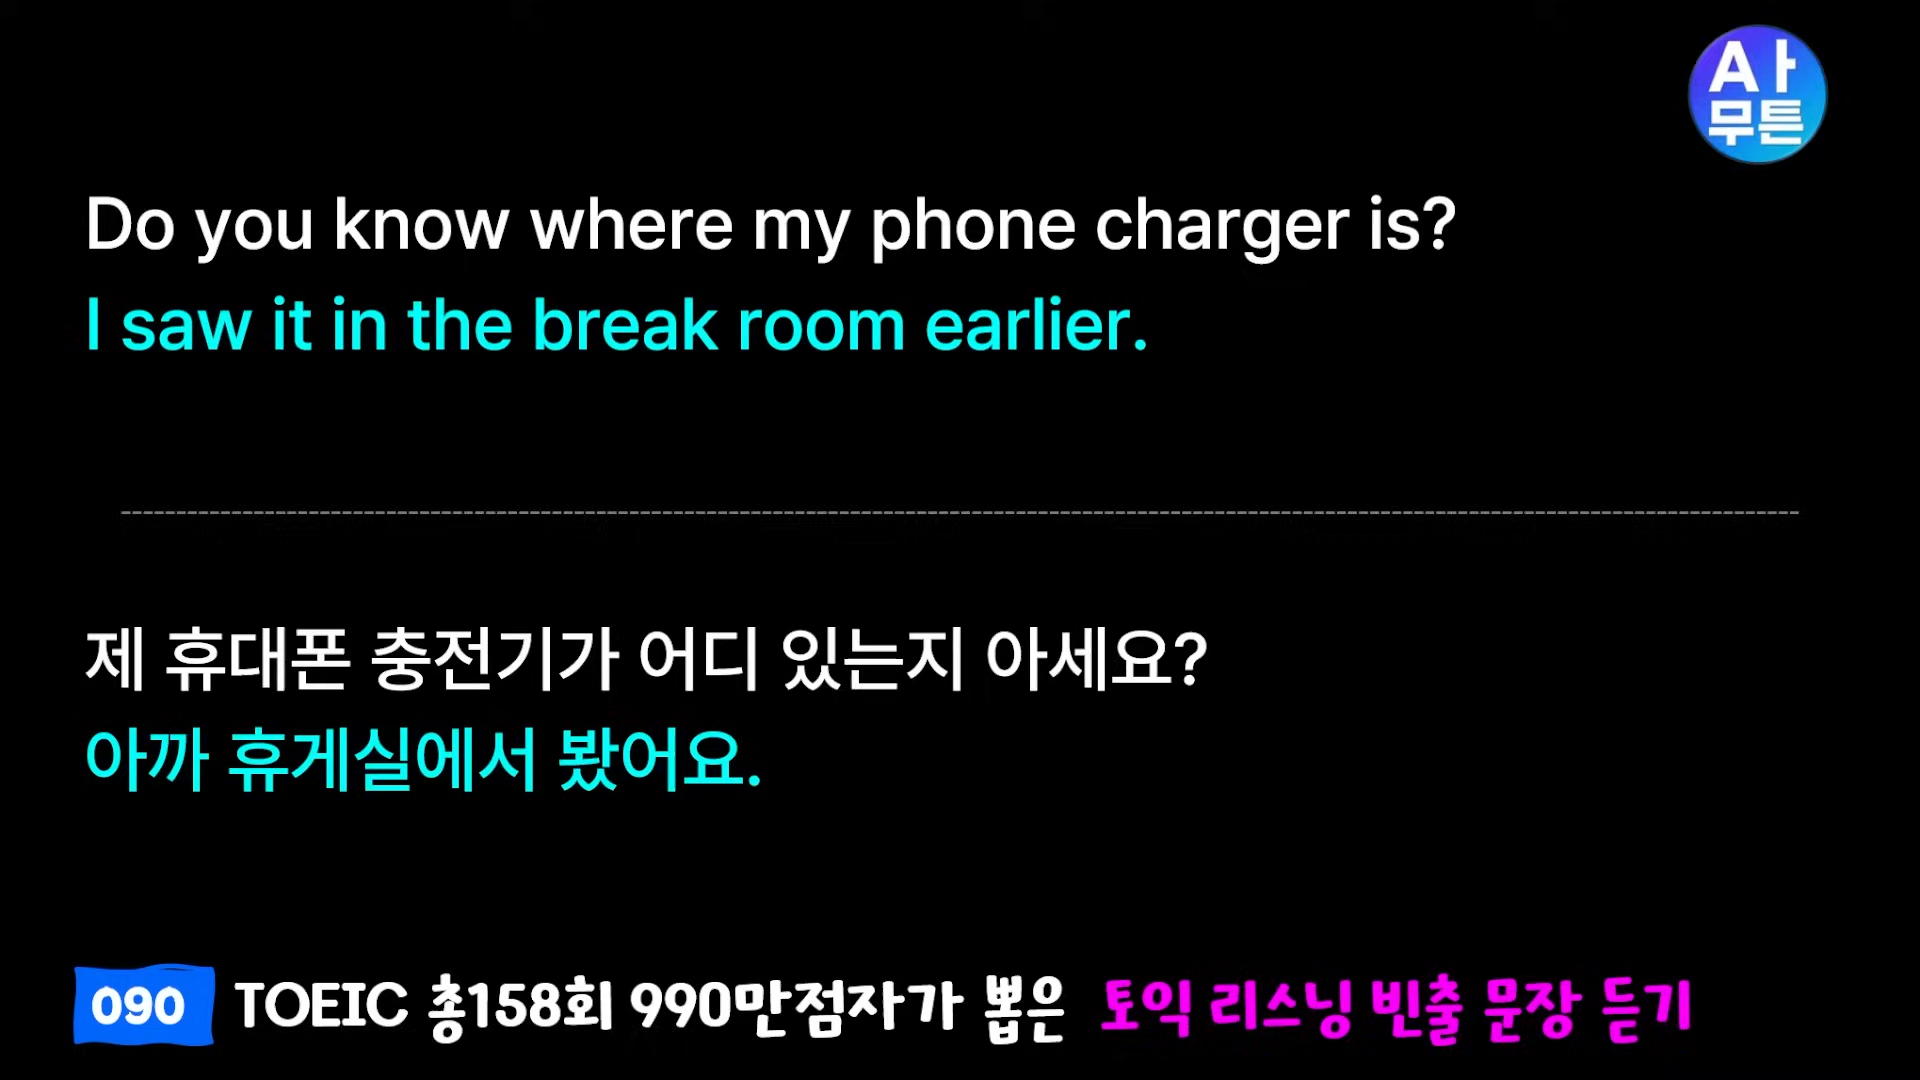 A사
무튼
Do you know where my phone charger is?
I saw it in the break room earlier.
제 휴대폰 충전기가 어디 있는지 아세요?
아까 휴게실에서 봤어요.
090 TOEIC 총158회 990만점자가 뽑은 토익 리스닝 빈출 문장 듣기